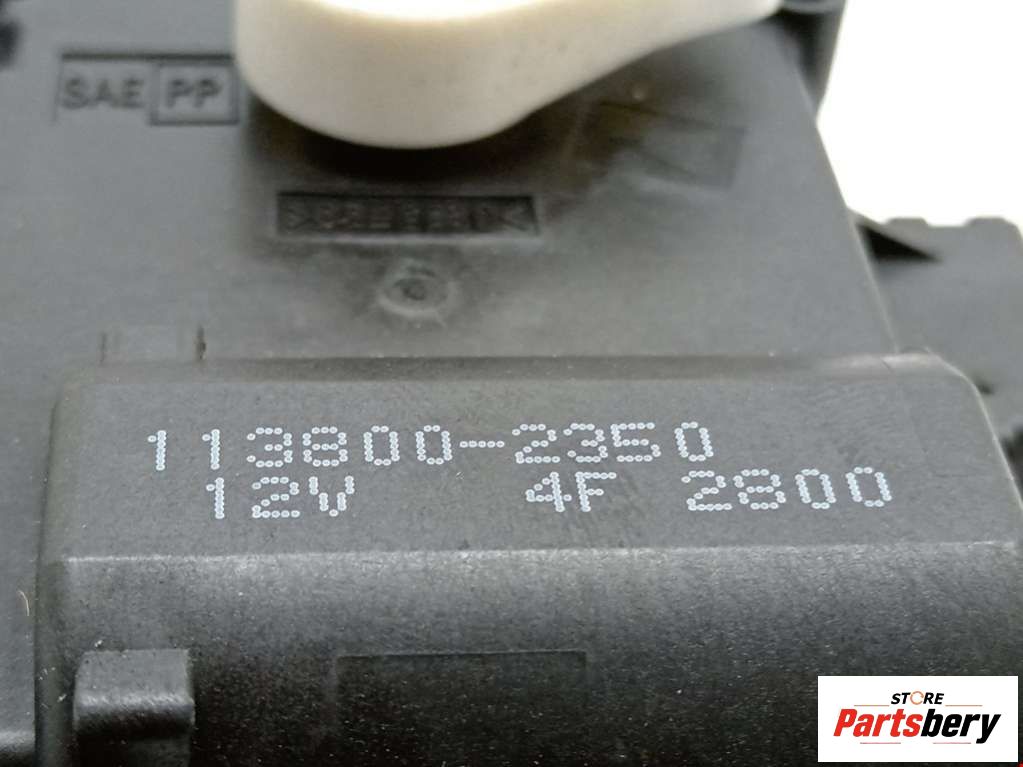 SAE PP
113800-2350
12V 4F 2800
STORE
Partsbery